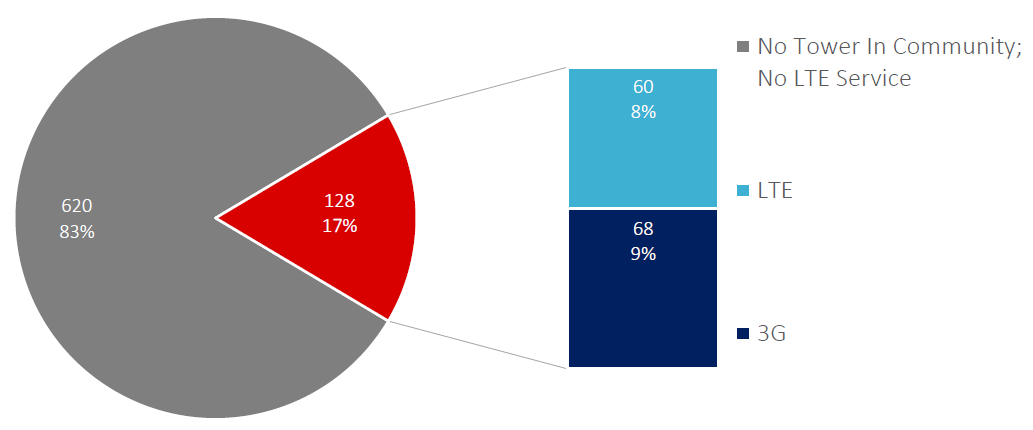 620
83%
128
17%
60
8%
68
9%
No Tower In Community;
No LTE Service
LTE
3G